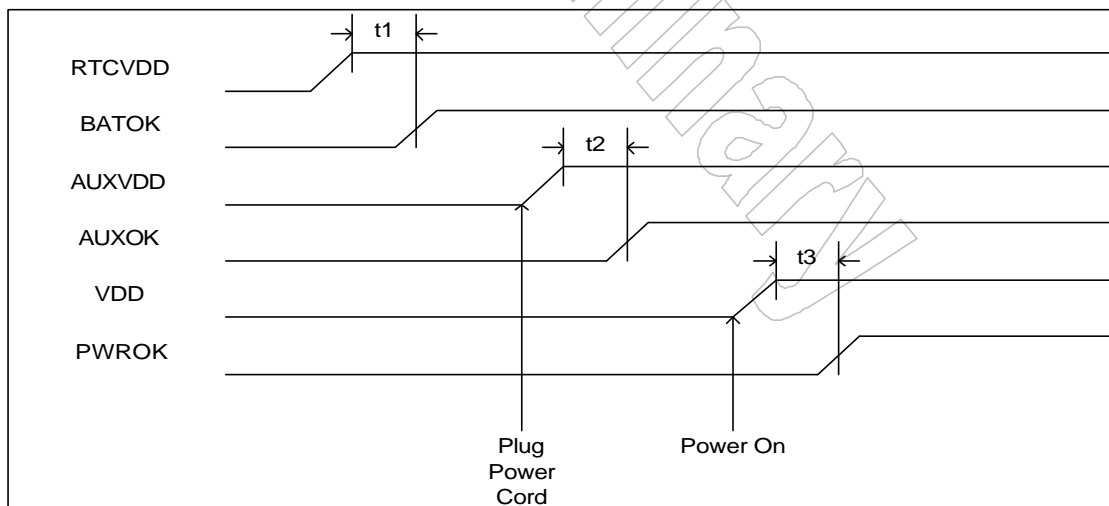 t1
RTCVDD
BATOK
t2
AUXVDD
AUXOK
t3
VDD
PWROK
Plug
Power
Cord
Power On